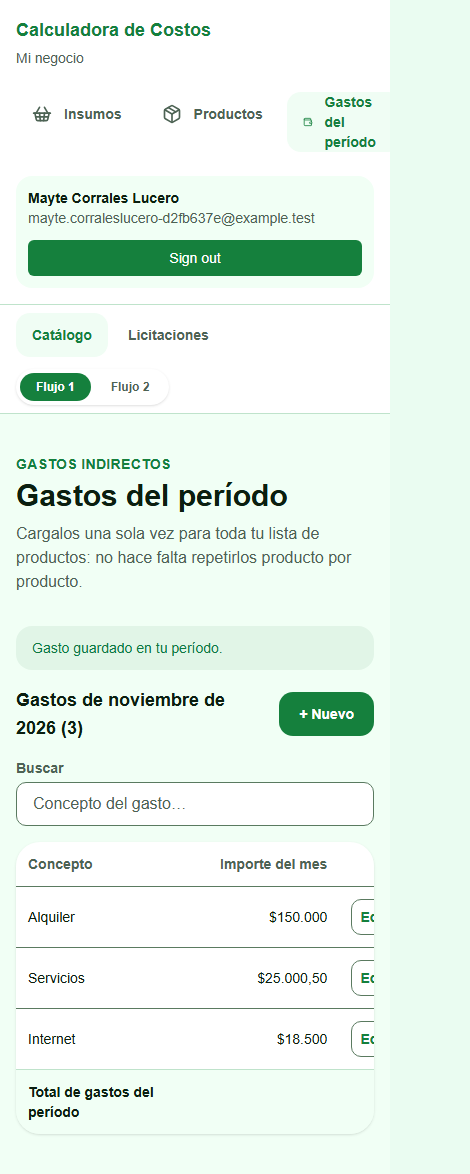 Calculadora de Costos
Mi negocio
Insumos
Productos
Gastos
del
período
Mayte Corrales Lucero
mayte.corraleslucero-d2fb637e@example.test
Sign out
Catálogo
Licitaciones
Flujo 1
Flujo 2
GASTOS INDIRECTOS
Gastos del período
Cargalos una sola vez para toda tu lista de
productos: no hace falta repetirlos producto por
producto.
Gasto guardado en tu período.
Gastos de noviembre de
2026 (3)
+ Nuevo
Buscar
Concepto del gasto…
Concepto Importe del mes
Alquiler $150.000
Servicios $25.000,50
Internet $18.500
Total de gastos del
período